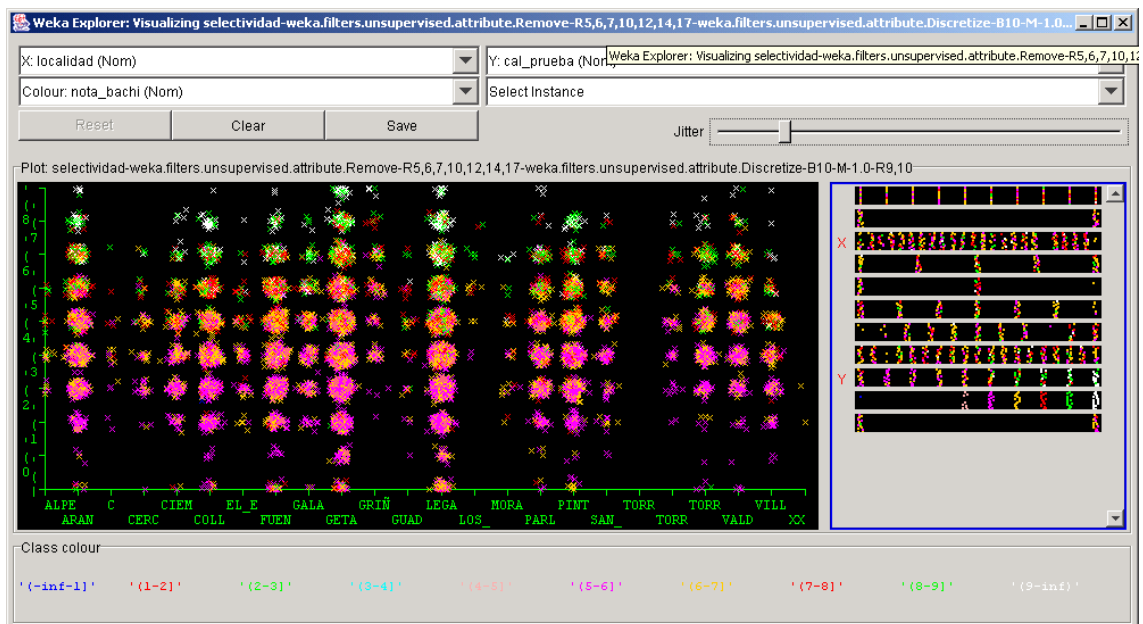 Weka Explorer: Visualizing selectividad-weka.filters.unsupervised.attribute.Remove-R5,6,7,10,12,14,17-weka.filters.unsupervised.attribute.Discretize-B10-M-1.0...
X: localidad (Nom)
Y: cal_prueba (Nom)
Weka Explorer: Visualizing selectividad-weka.filters.unsupervised.attribute.Remove-R5,6,7,10,12
Colour: nota_bachi (Nom)
Select Instance
Reset Clear Save
Jitter
Plot: selectividad-weka.filters.unsupervised.attribute.Remove-R5,6,7,10,12,14,17-weka.filters.unsupervised.attribute.Discretize-B10-M-1.0-R9,10
X
Y
ALPE C CIEM EL_E GALA GRIÑ LEGA MORA PINT TORR TORR VILL
ARAN CERC COLL FUEN GETA GUAD LOS_ PARL SAN_ TORR VALD XX
Class colour
'(-inf-1]' '(1-2]' '(2-3]' '(3-4]' '(4-5]' '(5-6]' '(6-7]' '(7-8]' '(8-9]' '(9-inf)'